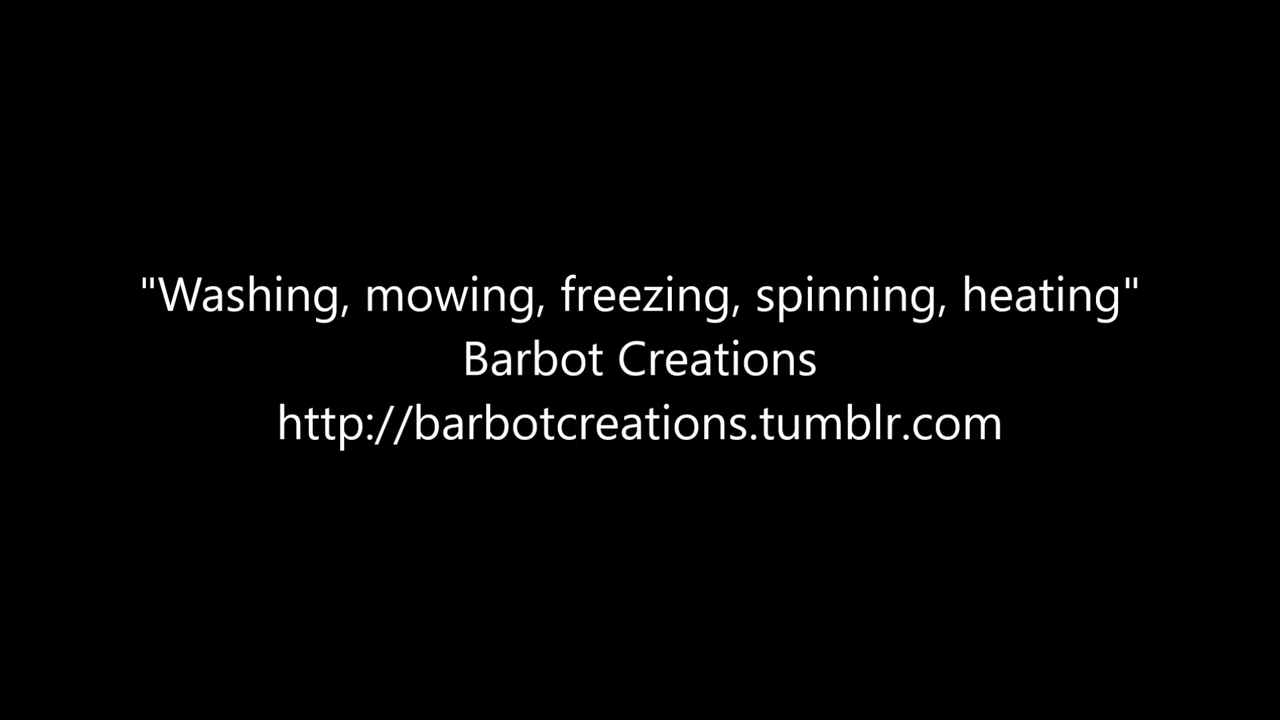 "Washing, mowing, freezing, spinning, heating"
Barbot Creations
http://barbotcreations.tumblr.com